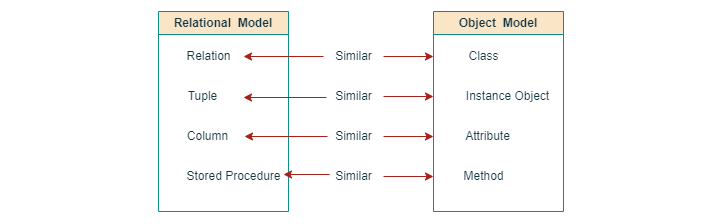 Relational Model Object Model
Relation Similar Class
Tuple Similar Instance Object
Column Similar Attribute
Stored Procedure Similar Method